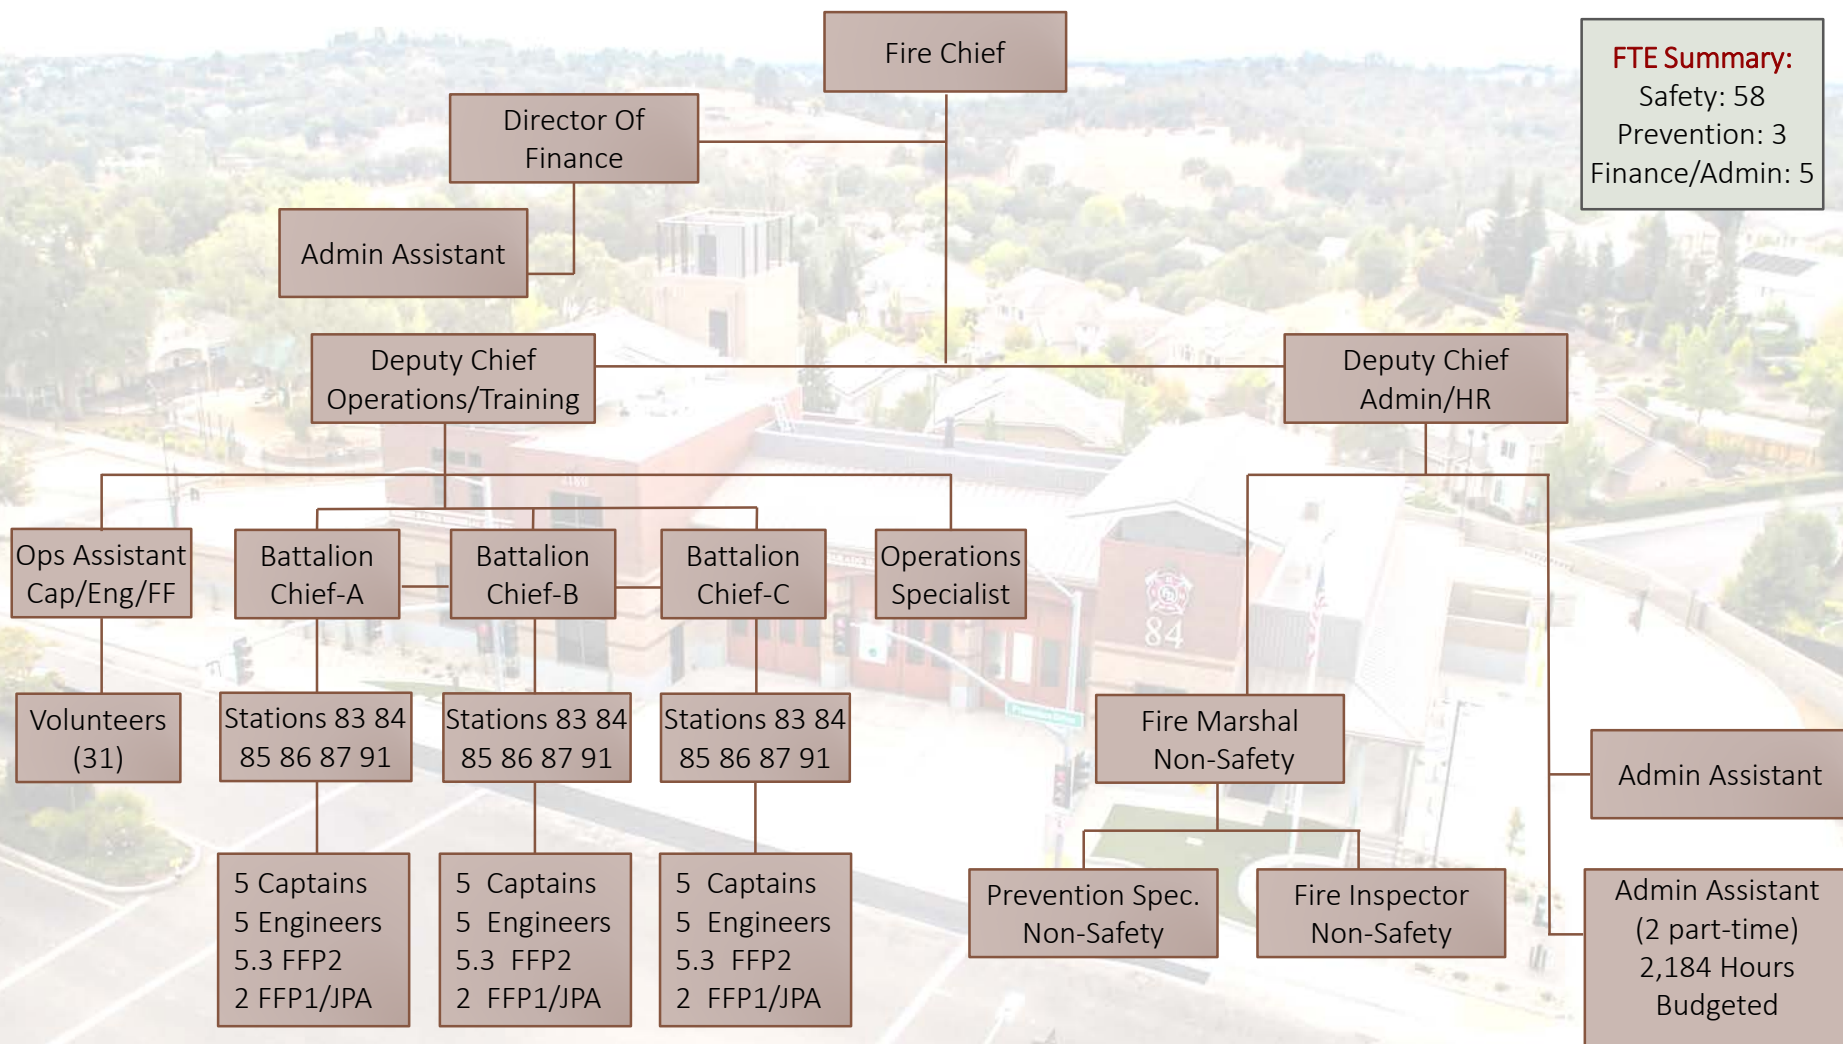 Fire Chief
FTE Summary:
Safety: 58
Prevention: 3
Finance/Admin: 5
Director Of
Finance
Admin Assistant
Deputy Chief
Operations/Training
Deputy Chief
Admin/HR
Ops Assistant
Cap/Eng/FF
Battalion
Chief-A
Battalion
Chief-B
Battalion
Chief-C
Operations
Specialist
84
Volunteers
(31)
Stations 83 84
85 86 87 91
Stations 83 84
85 86 87 91
Stations 83 84
85 86 87 91
Fire Marshal
Non-Safety
Admin Assistant
5 Captains
5 Engineers
5.3 FFP2
2 FFP1/JPA
5 Captains
5 Engineers
5.3 FFP2
2 FFP1/JPA
5 Captains
5 Engineers
5.3 FFP2
2 FFP1/JPA
Prevention Spec.
Non-Safety
Fire Inspector
Non-Safety
Admin Assistant
(2 part-time)
2,184 Hours
Budgeted